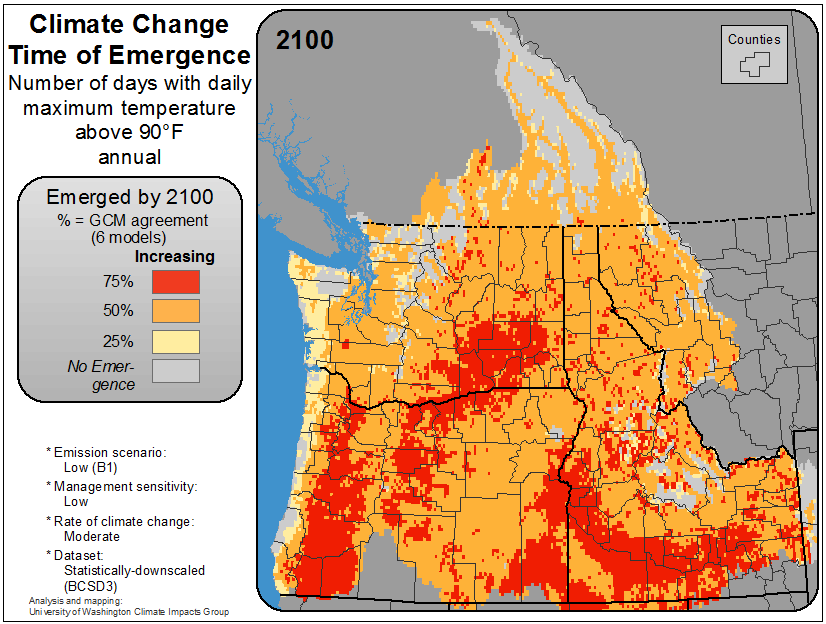 Climate Change
Time of Emergence
Number of days with daily
maximum temperature
above 90°F
annual
Emerged by 2100
% = GCM agreement
(6 models)
Increasing
75%
50%
25%
No Emer-
gence
* Emission scenario:
Low (B1)
* Management sensitivity:
Low
* Rate of climate change:
Moderate
* Dataset:
Statistically-downscaled
(BCSD3)
Analysis and mapping:
University of Washington Climate Impacts Group
2100
Counties